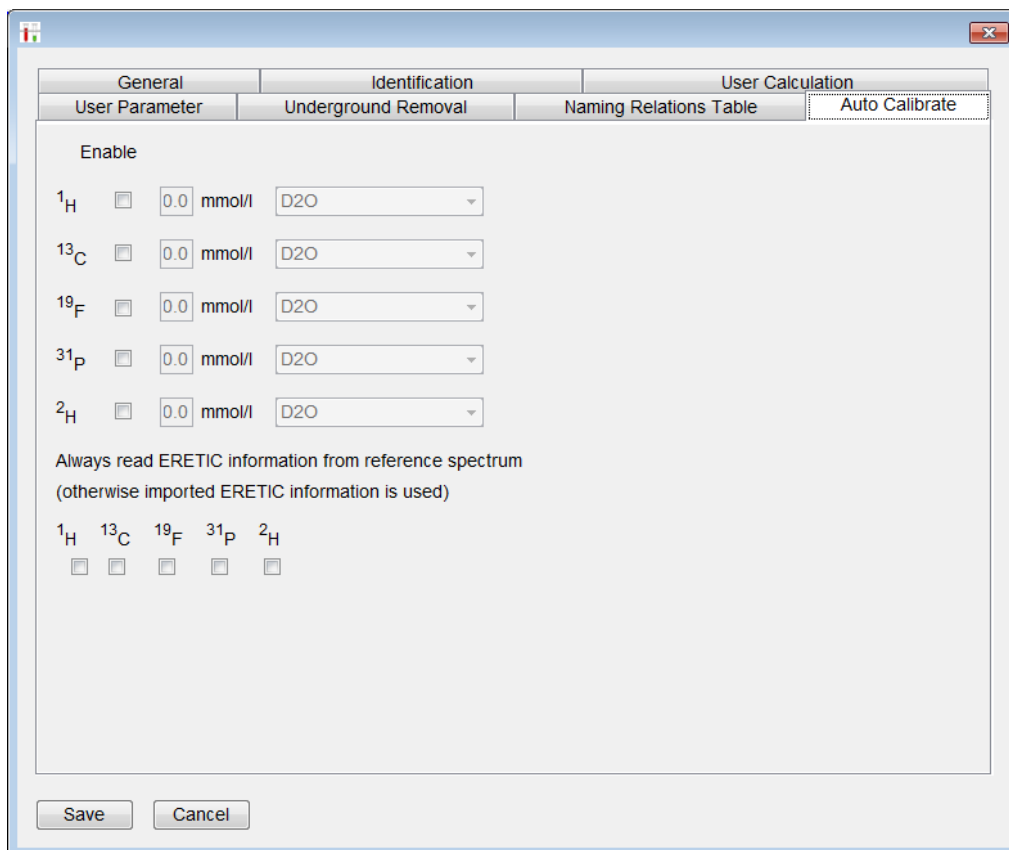 General Identification User Calculation
User Parameter Underground Removal Naming Relations Table Auto Calibrate
Enable
1H 0.0 mmol/l D2O
13C 0.0 mmol/l D2O
19F 0.0 mmol/l D2O
31P 0.0 mmol/l D2O
2H 0.0 mmol/l D2O
Always read ERETIC information from reference spectrum
(otherwise imported ERETIC information is used)
1H 13C 19F 31P 2H
Save Cancel